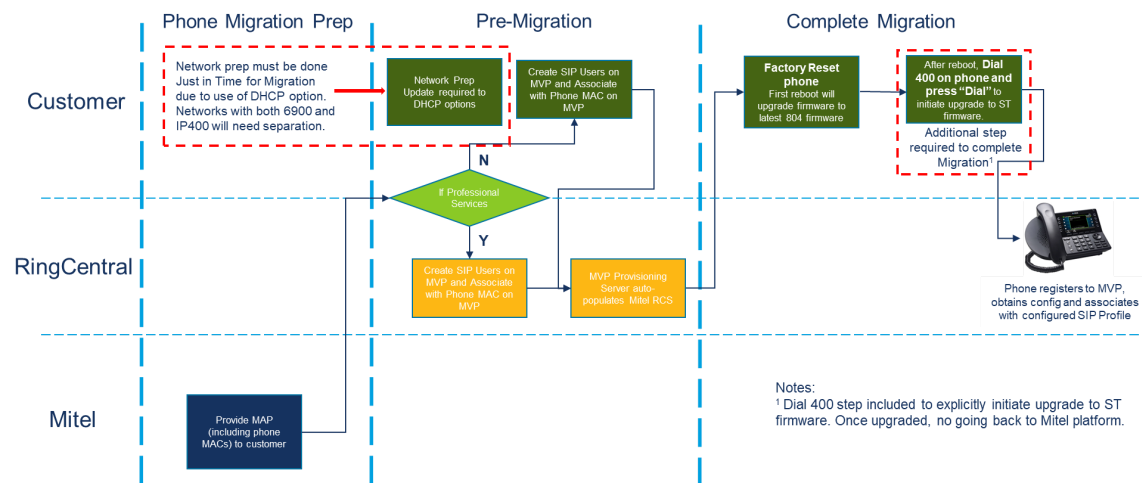 Phone Migration Prep
Pre-Migration
Complete Migration
Customer
Network prep must be done
Just in Time for Migration
due to use of DHCP option.
Networks with both 6900 and
IP400 will need separation.
Network Prep
Update required to
DHCP options
Create SIP Users on
MVP and Associate
with Phone MAC on
MVP
Factory Reset
phone
First reboot will
upgrade firmware to
latest 804 firmware
After reboot, Dial
400 on phone and
press “Dial” to
initiate upgrade to ST
firmware.
Additional step
required to complete
Migration¹
N
If Professional
Services
Y
RingCentral
Create SIP Users on
MVP and Associate
with Phone MAC on
MVP
MVP Provisioning
Server auto-
populates Mitel RCS
Phone registers to MVP,
obtains config and associates
with configured SIP Profile
Mitel
Provide MAP
(including phone
MACs) to customer
Notes:
¹ Dial 400 step included to explicitly initiate upgrade to ST
firmware. Once upgraded, no going back to Mitel platform.